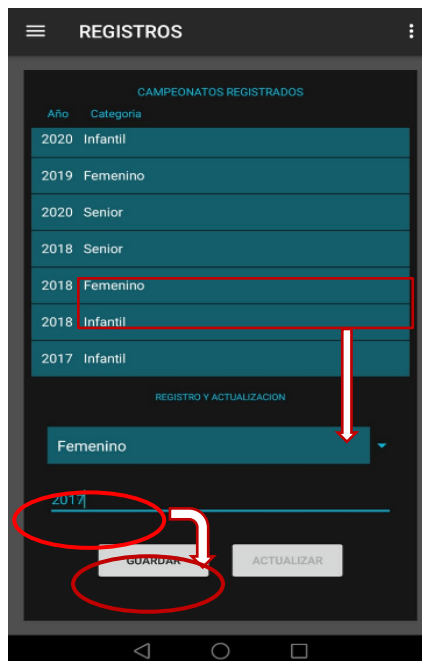 REGISTROS
CAMPEONATOS REGISTRADOS
Año Categoria
2020 Infantil
2019 Femenino
2020 Senior
2018 Senior
2018 Femenino
2018 Infantil
2017 Infantil
REGISTRO Y ACTUALIZACION
Femenino
2017
GUARDAR ACTUALIZAR